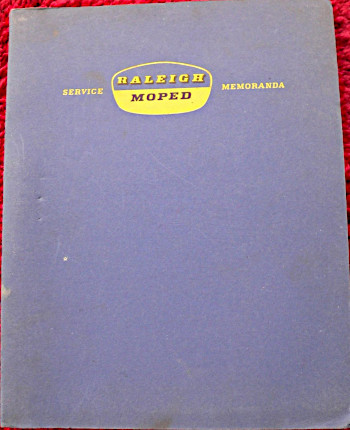 SERVICE RALEIGH MEMORANDA
MOPED